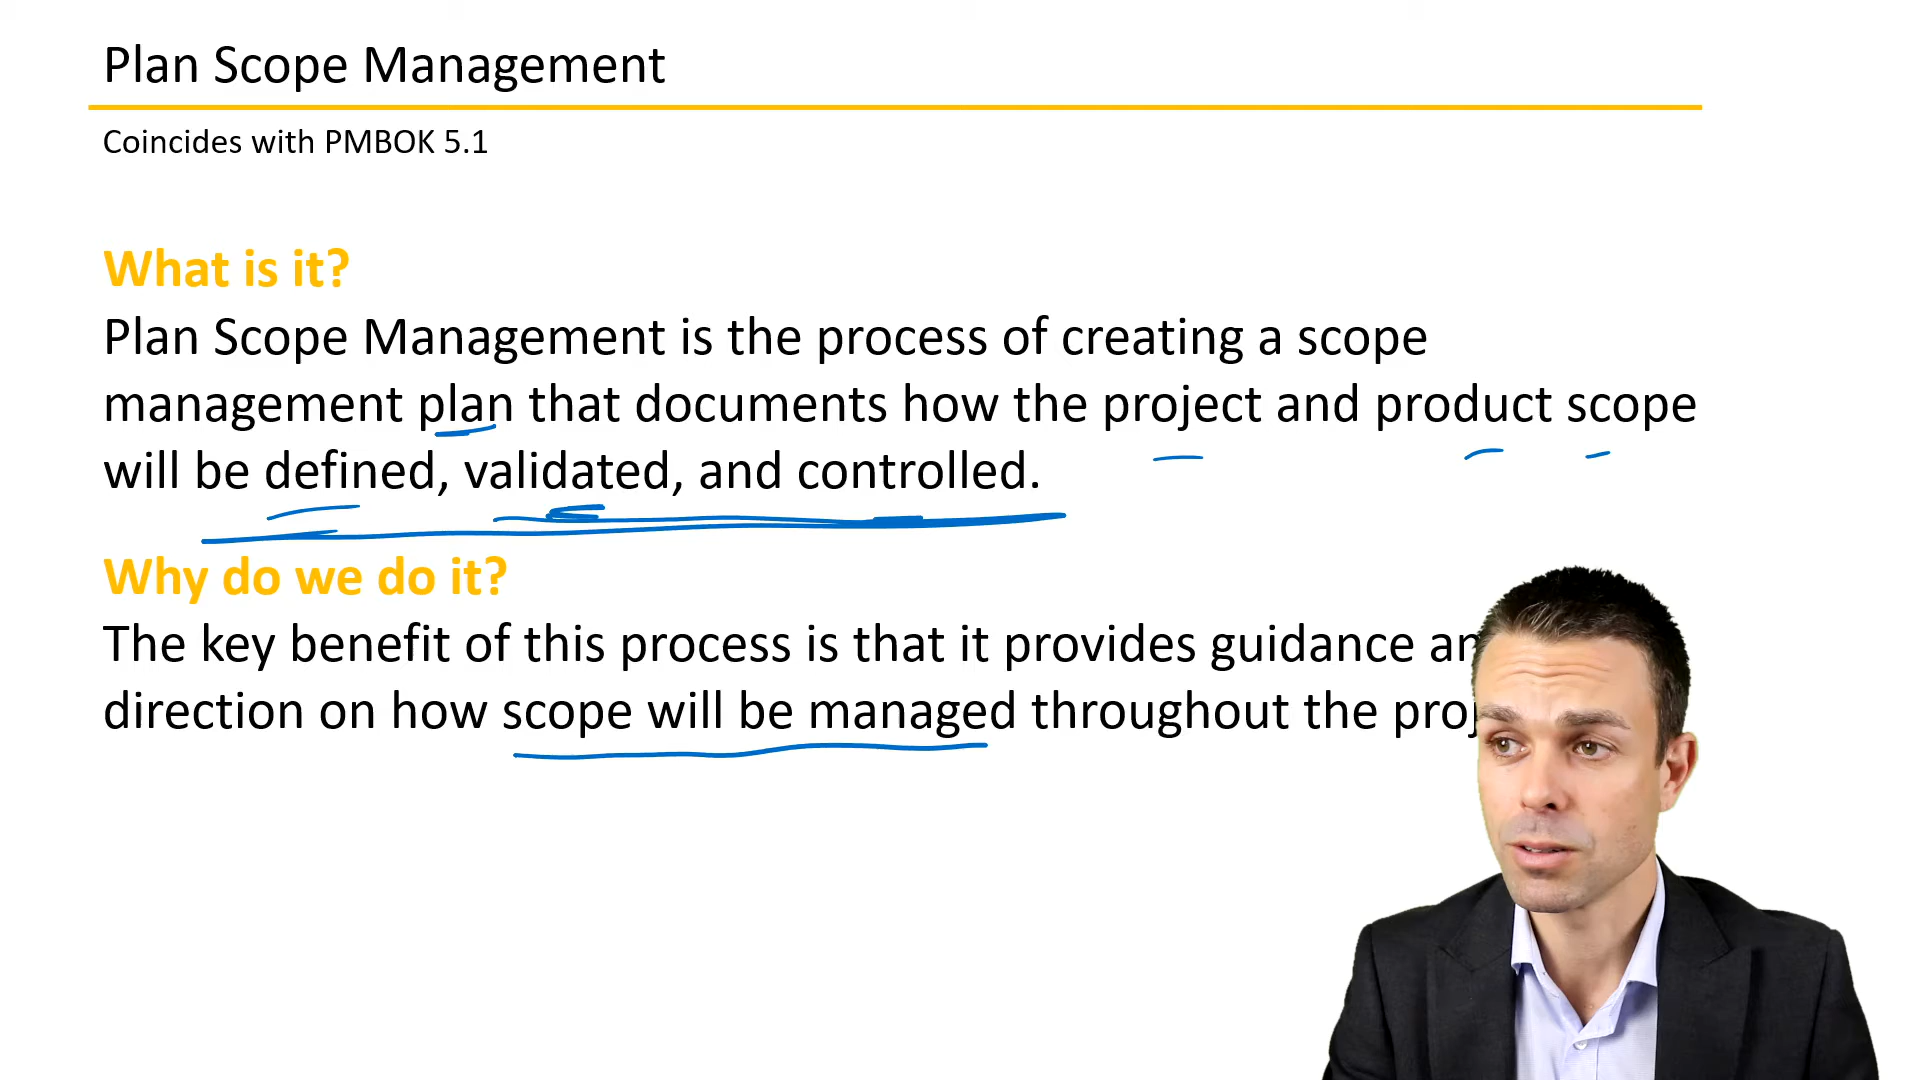 Plan Scope Management
Coincides with PMBOK 5.1
What is it?
Plan Scope Management is the process of creating a scope
management plan that documents how the project and product scope
will be defined, validated, and controlled.
Why do we do it?
The key benefit of this process is that it provides guidance
direction on how scope will be managed throughout the